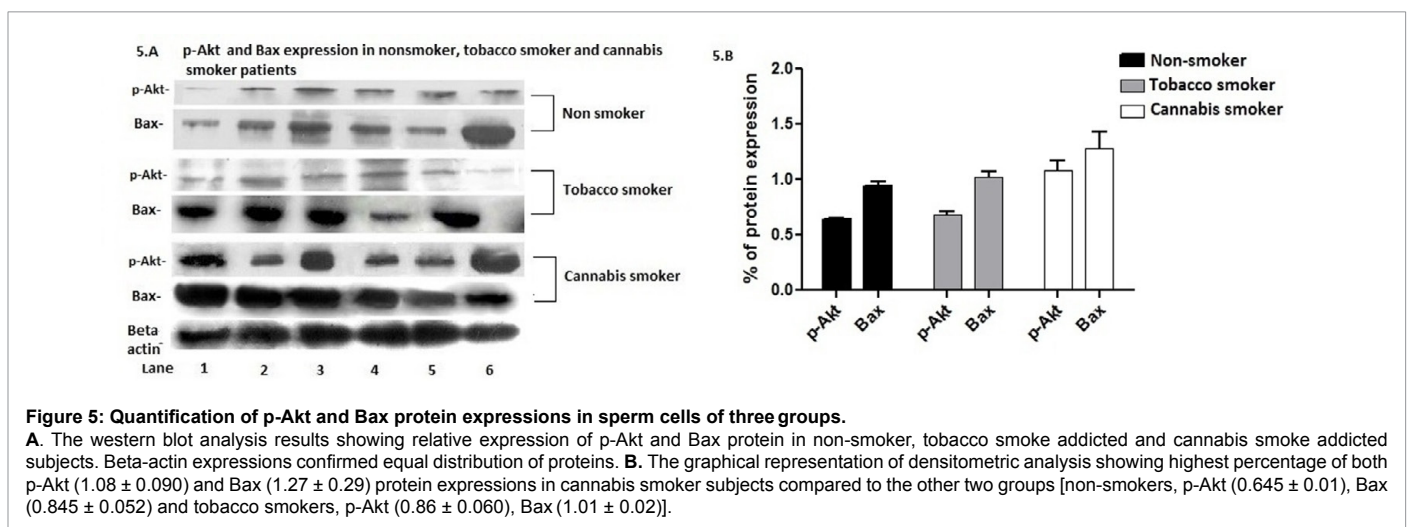 5.A p-Akt and Bax expression in nonsmoker, tobacco smoker and cannabis
smoker patients
p-Akt-
Bax-
Non smoker
p-Akt-
Bax-
Tobacco smoker
p-Akt-
Bax-
Cannabis smoker
Beta
actin-
Lane 1 2 3 4 5 6
5.B
Non-smoker
Tobacco smoker
Cannabis smoker
% of protein expression
2.0
1.5
1.0
0.5
0.0
p-Akt Bax p-Akt Bax p-Akt Bax
Figure 5: Quantification of p-Akt and Bax protein expressions in sperm cells of three groups.
A. The western blot analysis results showing relative expression of p-Akt and Bax protein in non-smoker, tobacco smoke addicted and cannabis smoke addicted
subjects. Beta-actin expressions confirmed equal distribution of proteins. B. The graphical representation of densitometric analysis showing highest percentage of both
p-Akt (1.08 ± 0.090) and Bax (1.27 ± 0.29) protein expressions in cannabis smoker subjects compared to the other two groups [non-smokers, p-Akt (0.645 ± 0.01), Bax
(0.845 ± 0.052) and tobacco smokers, p-Akt (0.86 ± 0.060), Bax (1.01 ± 0.02)].